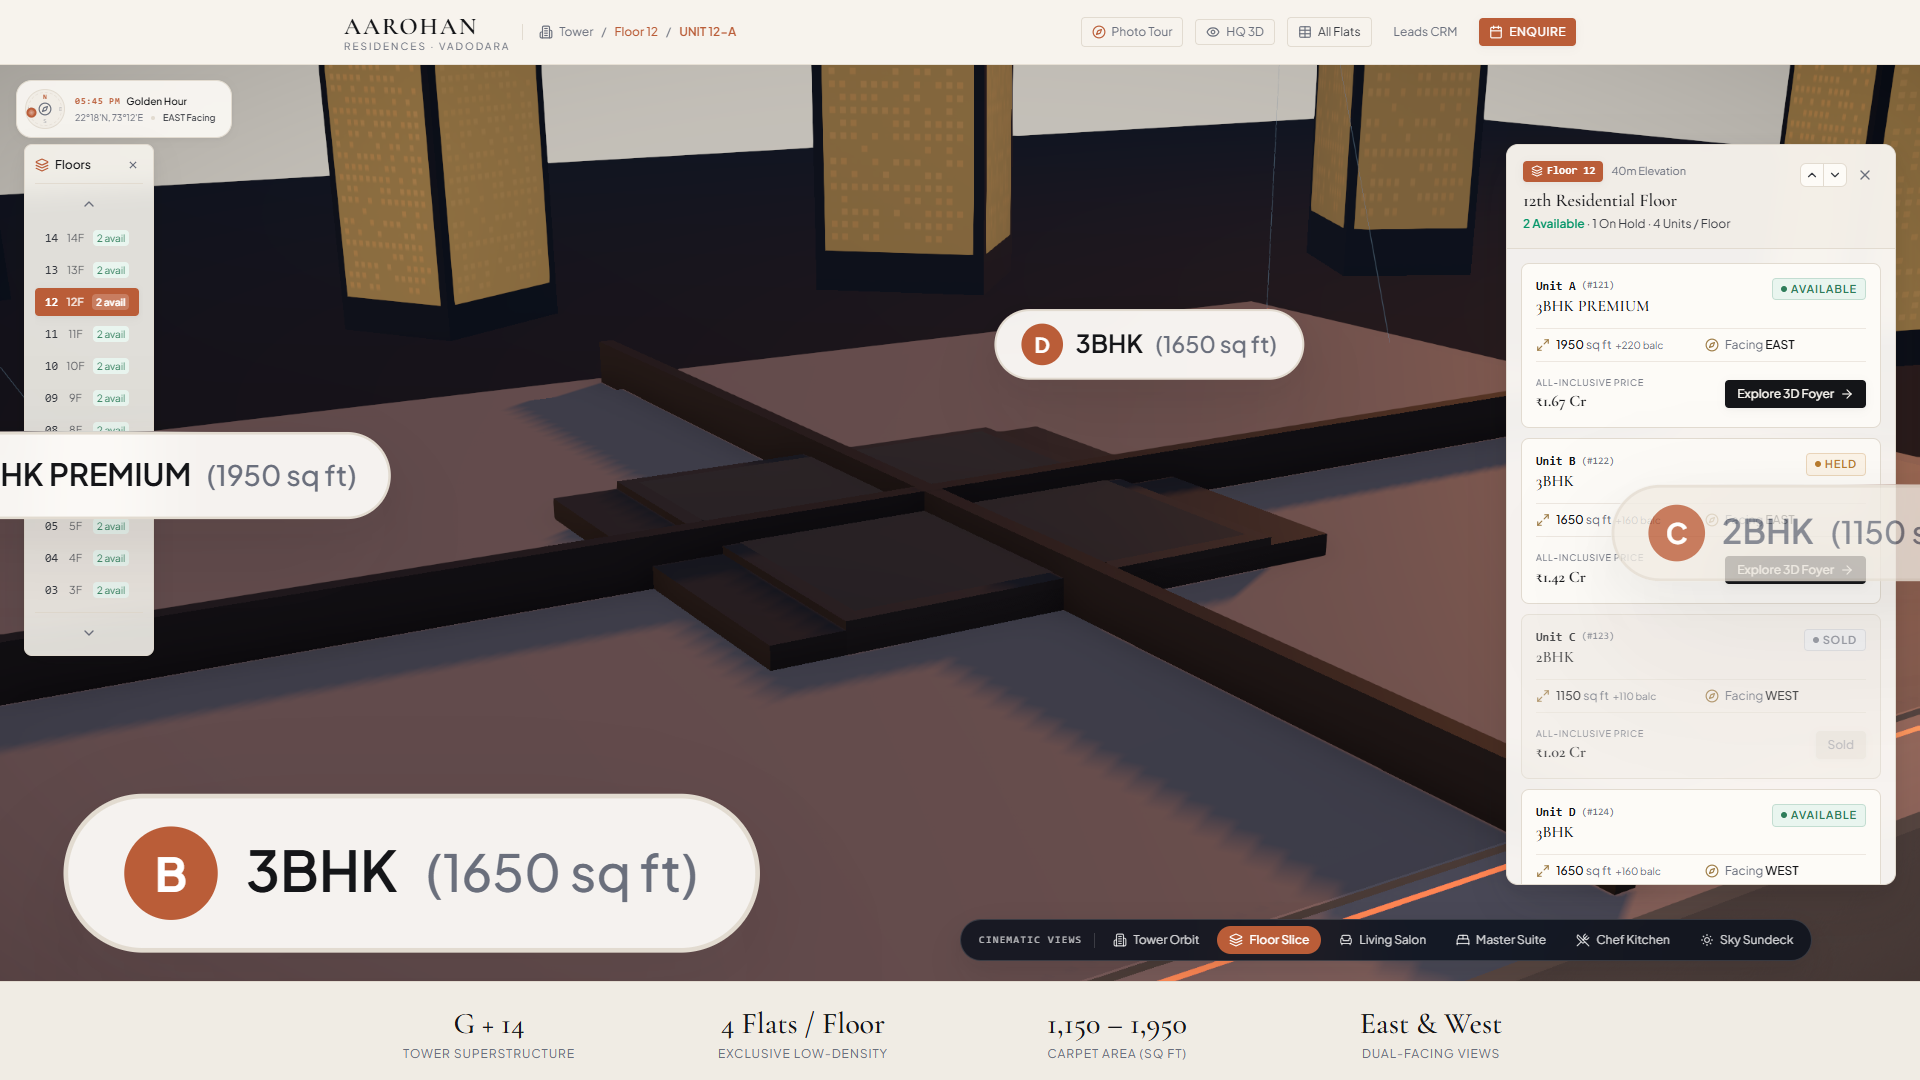 AAROHAN
RESIDENCES · VADODARA
Tower / Floor 12 / UNIT 12-A
Photo Tour
HQ 3D
All Flats
Leads CRM
ENQUIRE
N
05:45 PM Golden Hour
22°18'N, 73°12'E EAST Facing
Floors
14 14F 2 avail
13 13F 2 avail
12 12F 2 avail
11 11F 2 avail
10 10F 2 avail
09 9F 2 avail
08 8F 2 avail
HK PREMIUM (1950 sq ft)
05 5F 2 avail
04 4F 2 avail
03 3F 2 avail
D 3BHK (1650 sq ft)
B 3BHK (1650 sq ft)
Floor 12 40m Elevation
12th Residential Floor
2 Available · 1 On Hold · 4 Units / Floor
Unit A (#121)
AVAILABLE
3BHK PREMIUM
1950 sq ft +220 balc Facing EAST
ALL-INCLUSIVE PRICE
₹1.67 Cr
Explore 3D Foyer
Unit B (#122)
HELD
3BHK
1650 sq ft +160 balc Facing EAST
C 2BHK (1150 s
ALL-INCLUSIVE PRICE
₹1.42 Cr
Explore 3D Foyer
Unit C (#123)
SOLD
2BHK
1150 sq ft +110 balc Facing WEST
ALL-INCLUSIVE PRICE
₹1.02 Cr
Sold
Unit D (#124)
AVAILABLE
3BHK
1650 sq ft +160 balc Facing WEST
CINEMATIC VIEWS
Tower Orbit
Floor Slice
Living Salon
Master Suite
Chef Kitchen
Sky Sundeck
G + 14
TOWER SUPERSTRUCTURE
4 Flats / Floor
EXCLUSIVE LOW-DENSITY
1,150 – 1,950
CARPET AREA (SQ FT)
East & West
DUAL-FACING VIEWS